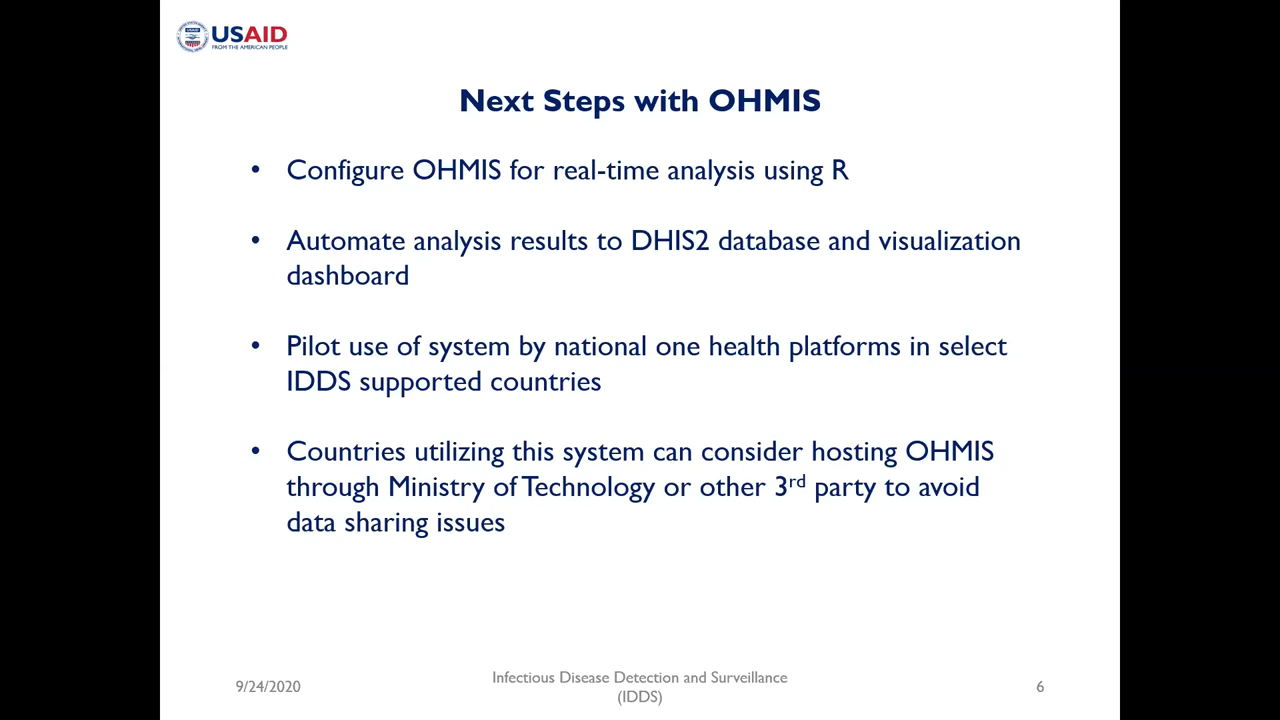 USAID
FROM THE AMERICAN PEOPLE
Next Steps with OHMIS
• Configure OHMIS for real-time analysis using R
• Automate analysis results to DHIS2 database and visualization
dashboard
• Pilot use of system by national one health platforms in select
IDDS supported countries
• Countries utilizing this system can consider hosting OHMIS
through Ministry of Technology or other 3rd party to avoid
data sharing issues
9/24/2020
Infectious Disease Detection and Surveillance
(IDDS)
6